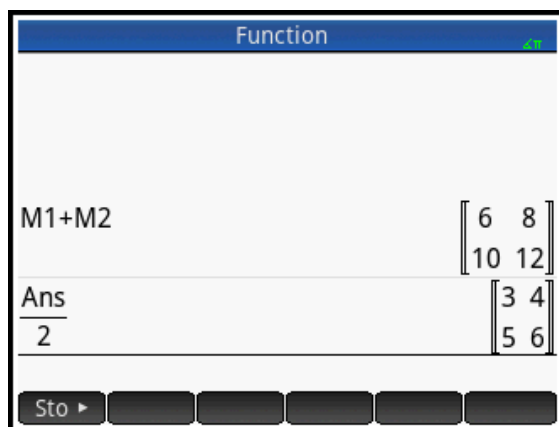 Function
∡π
M1+M2
[6 8
10 12]
Ans
2
[3 4
5 6]
Sto ►